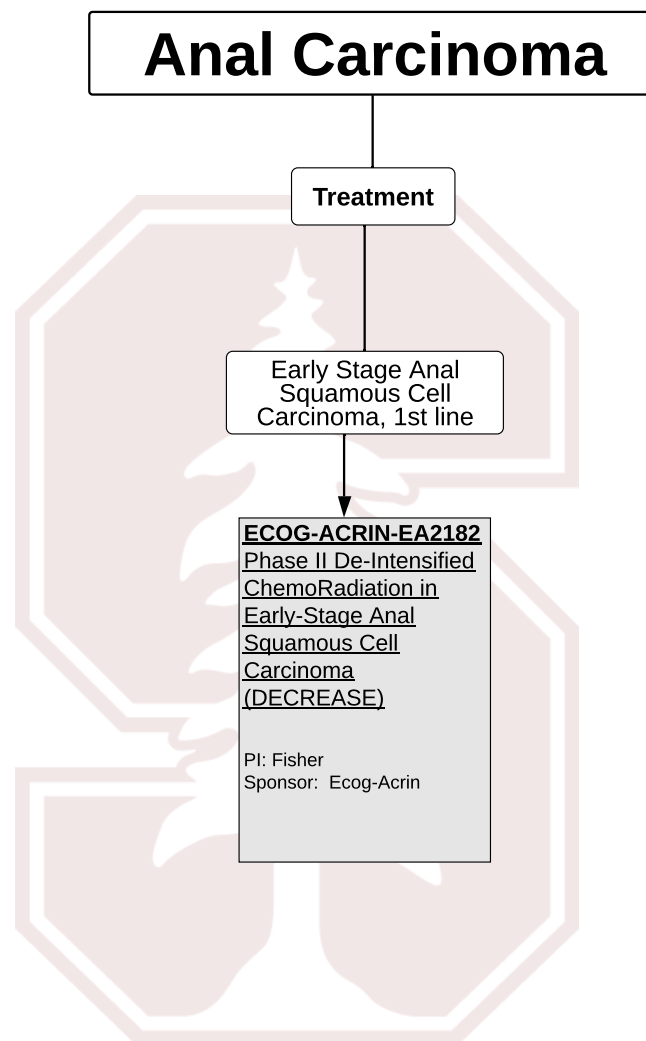 Anal Carcinoma
Treatment
Early Stage Anal
Squamous Cell
Carcinoma, 1st line
ECOG-ACRIN-EA2182
Phase II De-Intensified
ChemoRadiation in
Early-Stage Anal
Squamous Cell
Carcinoma
(DECREASE)
PI: Fisher
Sponsor:  Ecog-Acrin